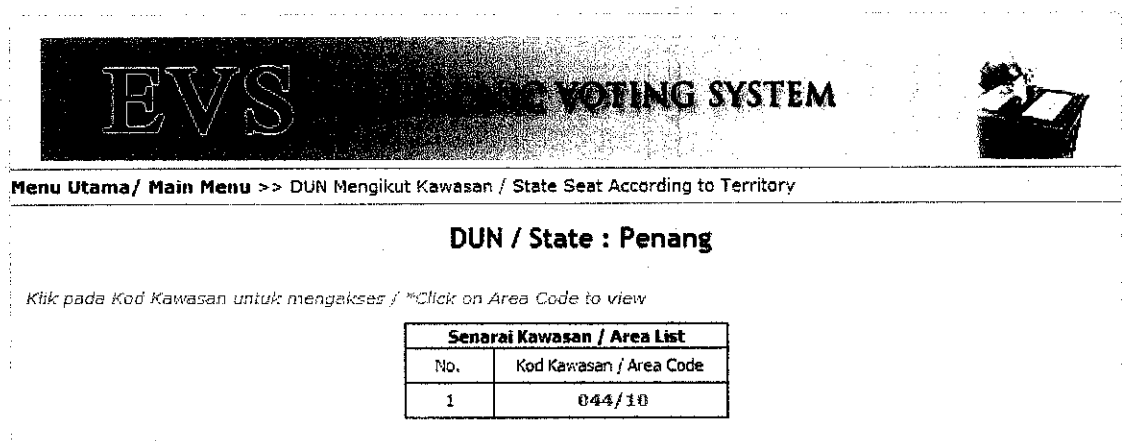 EVS VOTING SYSTEM
Menu Utama/ Main Menu >> DUN Mengikut Kawasan / State Seat According to Territory
DUN / State : Penang
Klik pada Kod Kawasan untuk mengakses / *Click on Area Code to view
Senarai Kawasan / Area List
No. Kod Kawasan / Area Code
1 044/10